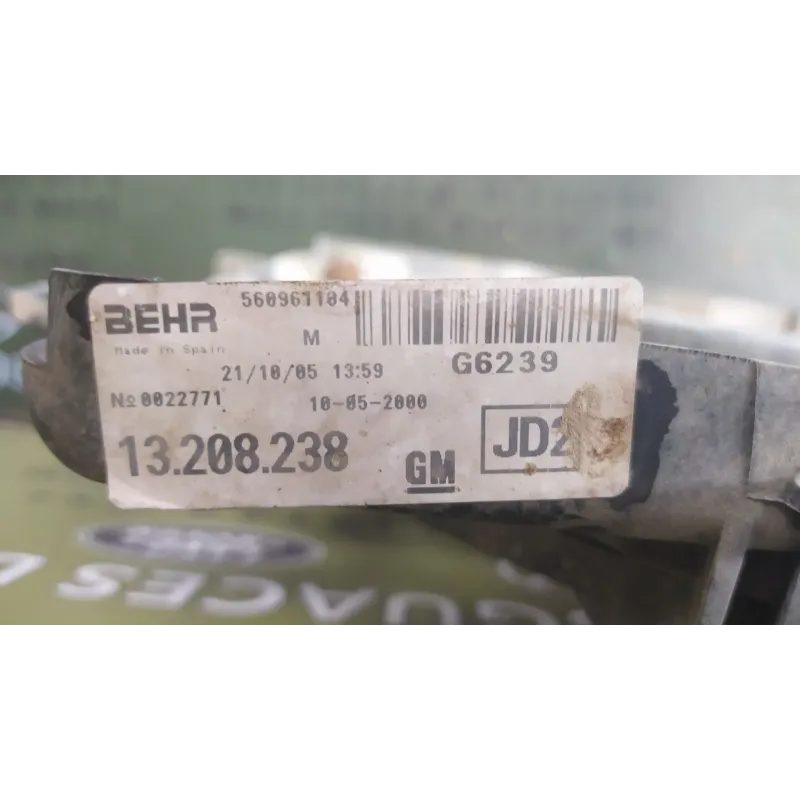 BEHR 560961104
Made in Spain M
21/10/05 13:59 G6239
№0022771 10-05-2000
13.208.238 GM JD2